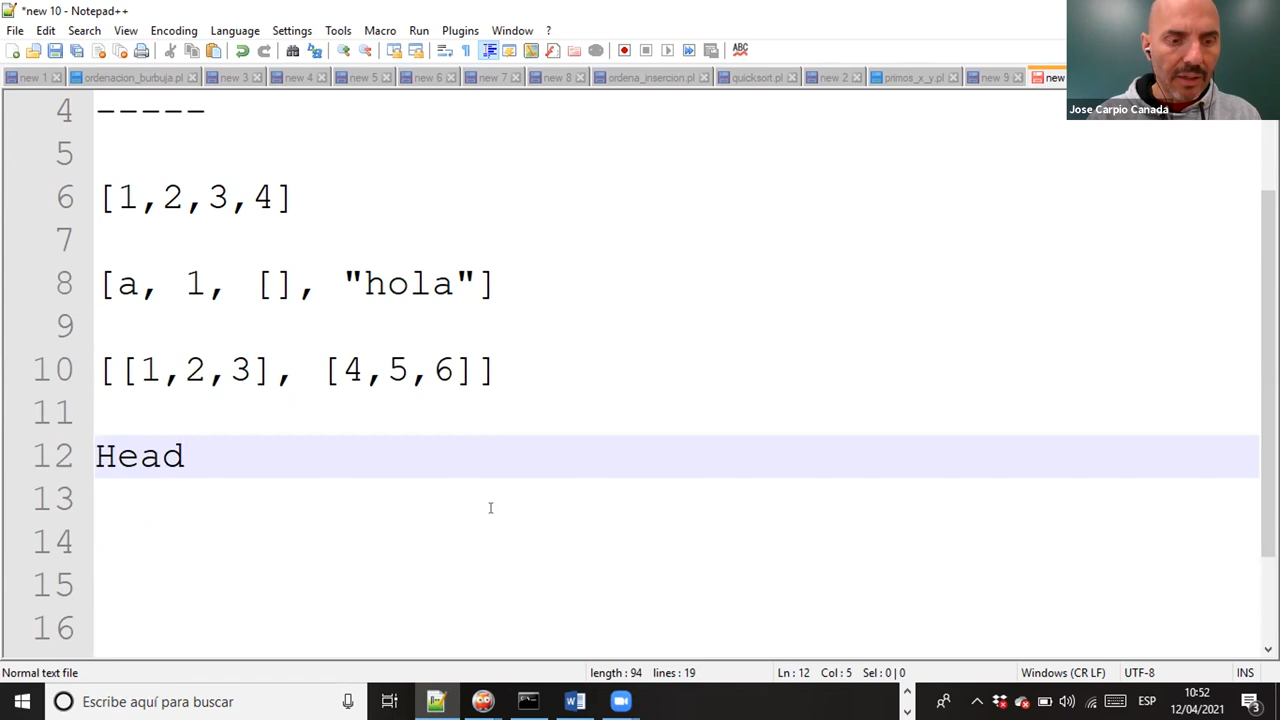 *new 10 - Notepad++
File Edit Search View Encoding Language Settings Tools Macro Run Plugins Window ?
new 1 ordenacion_burbuja.pl new 3 new 4 new 5 new 6 new 7 new 8 ordena_insercion.pl quicksort.pl new 2 primos_x_y.pl new 9 new
Jose Carpio Canada
4 -----
5
6 [1,2,3,4]
7
8 [a, 1, [], "hola"]
9
10 [[1,2,3], [4,5,6]]
11
12 Head
13
14
15
16
Normal text file length : 94 lines : 19 Ln : 12 Col : 5 Sel : 0 | 0 Windows (CR LF) UTF-8 INS
Escribe aquí para buscar ESP 10:52
12/04/2021 3